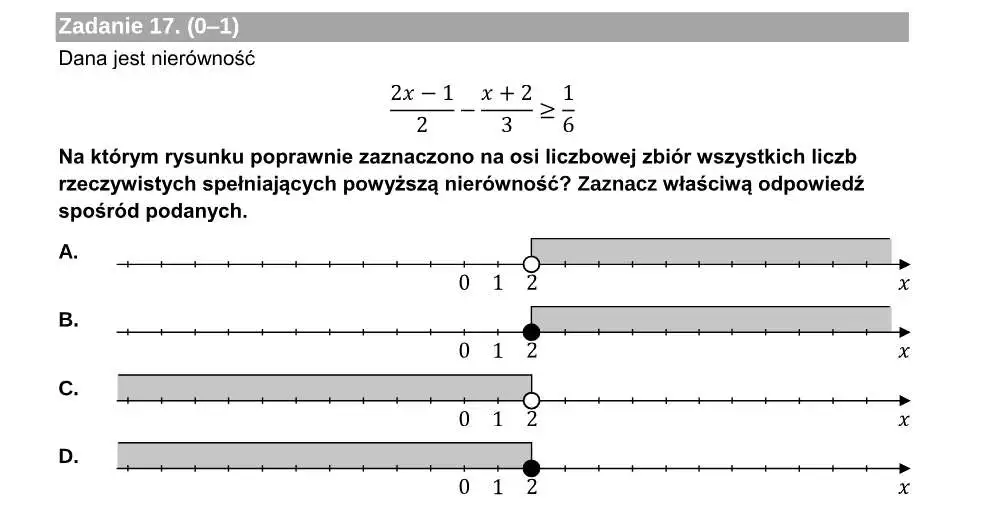 Zadanie 17. (0–1)
Dana jest nierówność
(2x − 1)/2 − (x + 2)/3 ≥ 1/6
Na którym rysunku poprawnie zaznaczono na osi liczbowej zbiór wszystkich liczb
rzeczywistych spełniających powyższą nierówność? Zaznacz właściwą odpowiedź
spośród podanych.
A.
0 1 2 x
B.
0 1 2 x
C.
0 1 2 x
D.
0 1 2 x